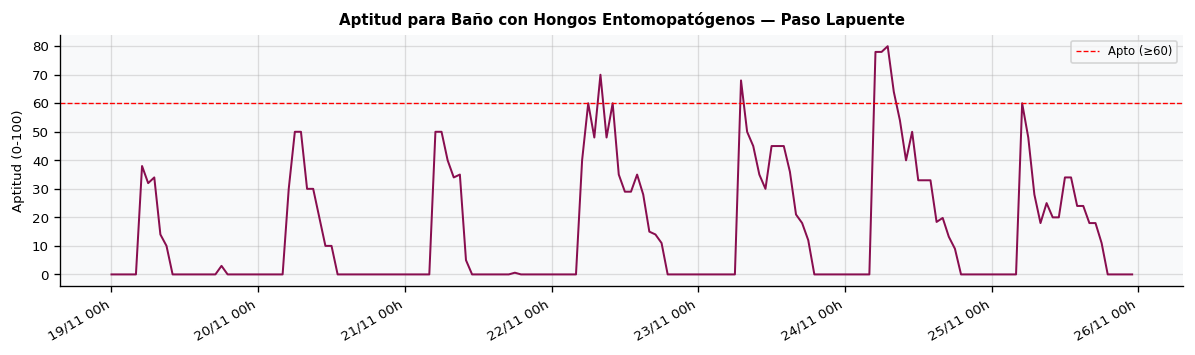 Aptitud para Baño con Hongos Entomopatógenos — Paso Lapuente
Apto (≥60)
Aptitud (0-100)
80
70
60
50
40
30
20
10
0
19/11 00h
20/11 00h
21/11 00h
22/11 00h
23/11 00h
24/11 00h
25/11 00h
26/11 00h